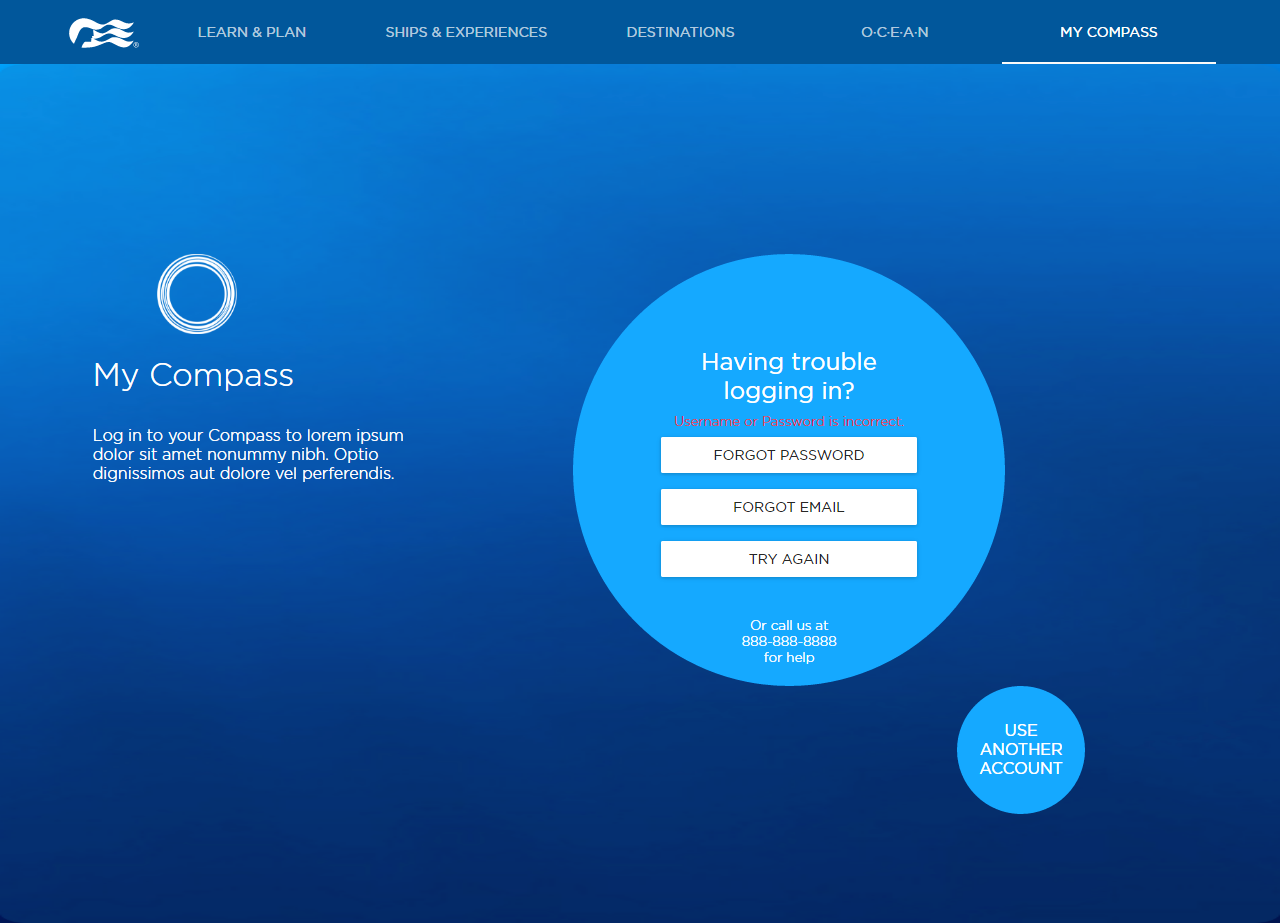 LEARN & PLAN
SHIPS & EXPERIENCES
DESTINATIONS
O·C·E·A·N
MY COMPASS
My Compass
Log in to your Compass to lorem ipsum
dolor sit amet nonummy nibh. Optio
dignissimos aut dolore vel perferendis.
Having trouble
logging in?
Username or Password is incorrect
FORGOT PASSWORD
FORGOT EMAIL
TRY AGAIN
Or call us at
888-888-8888
for help
USE
ANOTHER
ACCOUNT